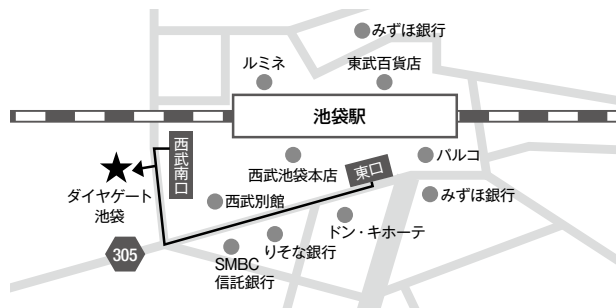 みずほ銀行
ルミネ
東武百貨店
池袋駅
西武南口
西武池袋本店
東口
パルコ
ダイヤゲート
池袋
西武別館
みずほ銀行
ドン・キホーテ
りそな銀行
305
SMBC
信託銀行